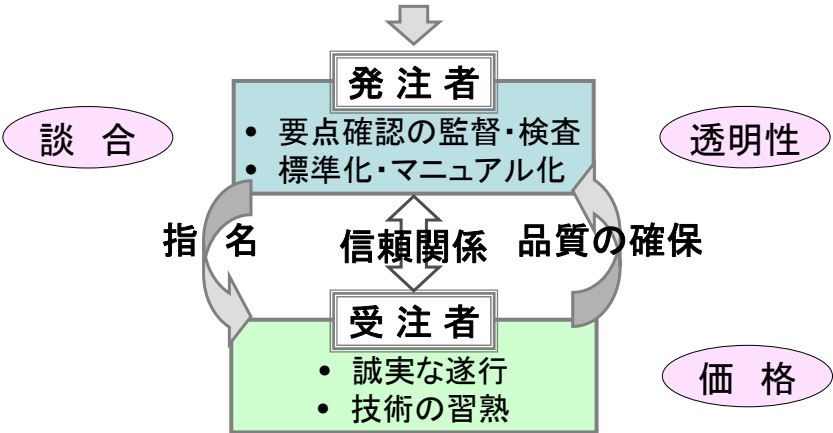 発注者
• 要点確認の監督・検査
• 標準化・マニュアル化
談 合
透明性
指 名
信頼関係
品質の確保
受注者
• 誠実な遂行
• 技術の習熟
価 格